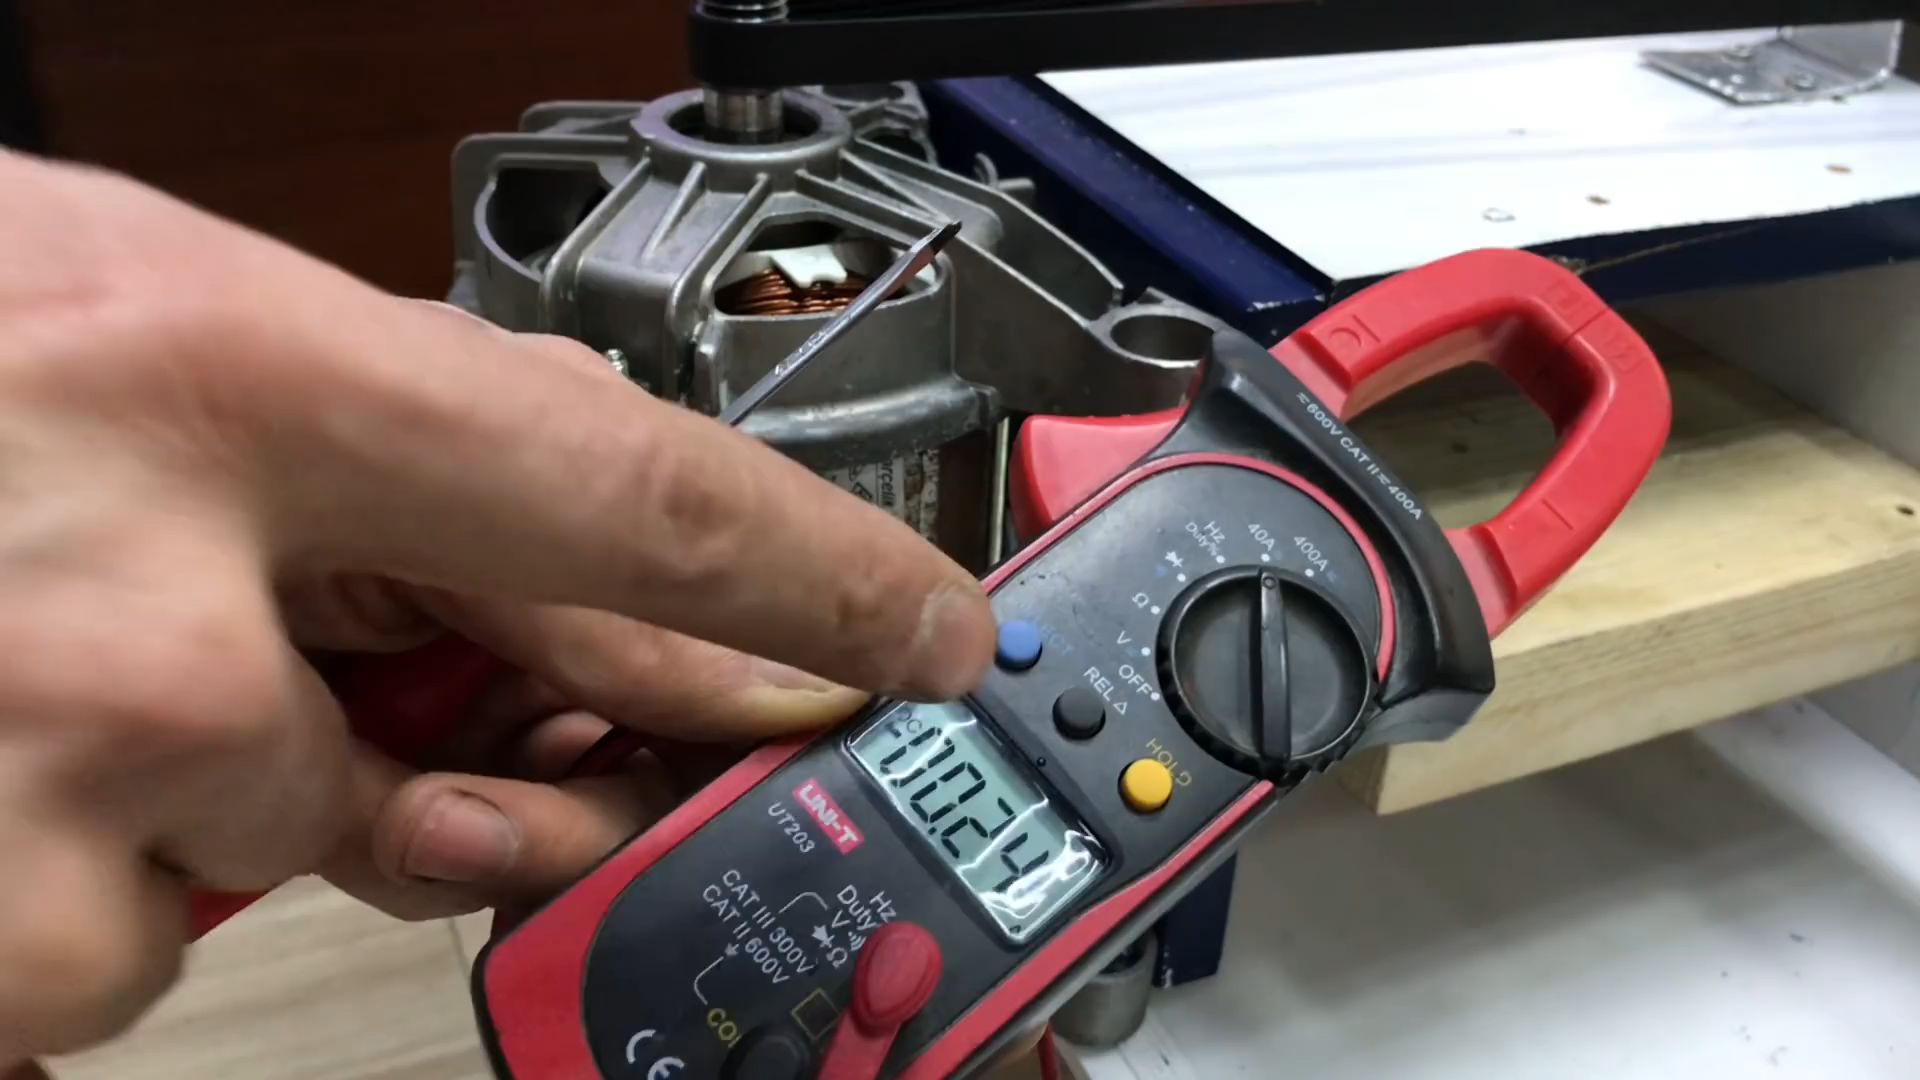 ≂600V CAT II ≂400A
Hz
Duty%
40A
400A
Ω
V
OFF
REL △
HOLD
DC
-00.24
UNI-T
UT203
Hz
Duty
V
Ω
CAT III 300V
CAT II 600V
CE